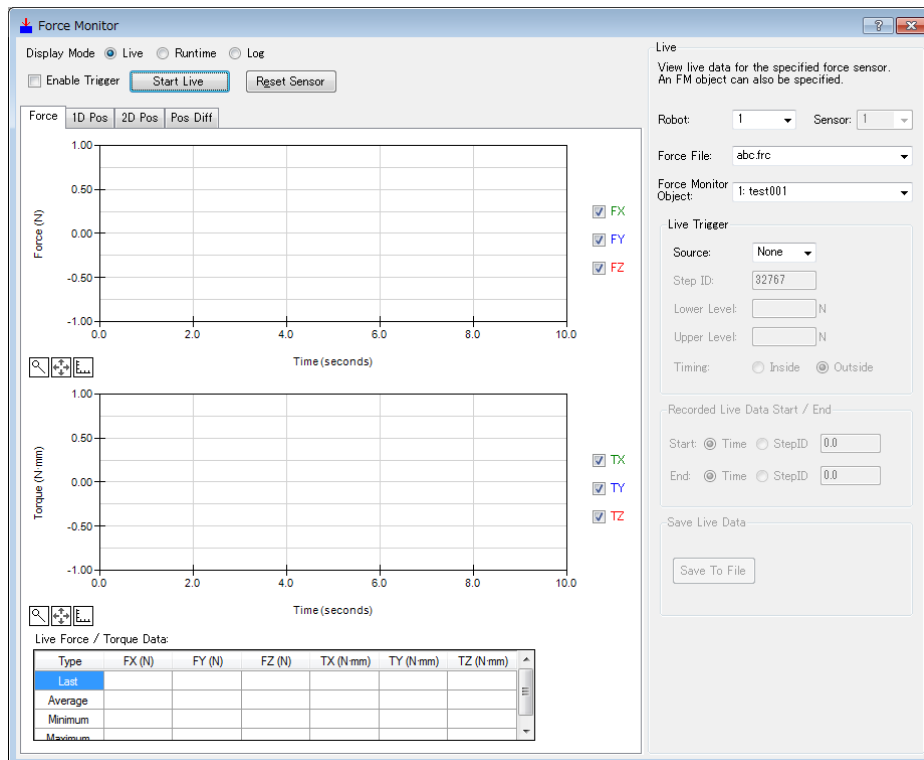 Force Monitor
?
Display Mode Live Runtime Log
Enable Trigger Start Live Reset Sensor
Force 1D Pos 2D Pos Pos Diff
1.00
0.50
0.00
-0.50
-1.00
Force (N)
0.0 2.0 4.0 6.0 8.0 10.0
Time (seconds)
FX
FY
FZ
1.00
0.50
0.00
-0.50
-1.00
Torque (N·mm)
0.0 2.0 4.0 6.0 8.0 10.0
Time (seconds)
TX
TY
TZ
Live Force / Torque Data:
Type FX (N) FY (N) FZ (N) TX (N·mm) TY (N·mm) TZ (N·mm)
Last
Average
Minimum
Maximum
Live
View live data for the specified force sensor.
An FM object can also be specified.
Robot: 1 Sensor: 1
Force File: abc.frc
Force Monitor
Object: 1: test001
Live Trigger
Source: None
Step ID: 32767
Lower Level: N
Upper Level: N
Timing: Inside Outside
Recorded Live Data Start / End
Start: Time StepID 0.0
End: Time StepID 0.0
Save Live Data
Save To File